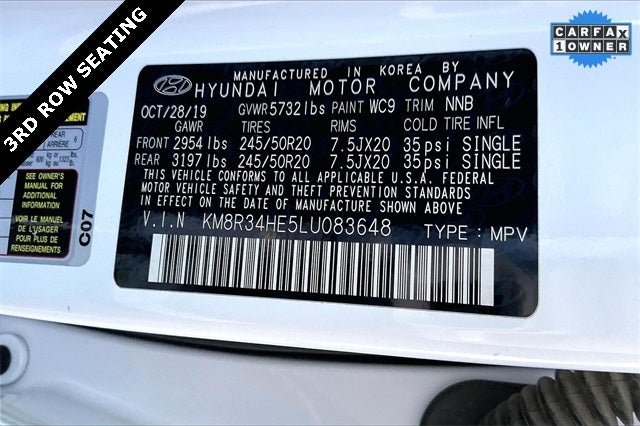 3RD ROW SEATING
CARFAX
1 OWNER
MANUFACTURED IN KOREA BY
HYUNDAI MOTOR COMPANY
OCT/28/19 GVWR 5732 lbs PAINT WC9 TRIM NNB
GAWR TIRES RIMS COLD TIRE INFL
FRONT 2954 lbs 245/50R20 7.5JX20 35psi SINGLE
REAR 3197 lbs 245/50R20 7.5JX20 35psi SINGLE
THIS VEHICLE CONFORMS TO ALL APPLICABLE U.S.A. FEDERAL
MOTOR VEHICLE SAFETY AND THEFT PREVENTION STANDARDS
IN EFFECT ON THE DATE OF MANUFACTURE SHOWN ABOVE
V.I.N KM8R34HE5LU083648 TYPE : MPV
REAR
ARRIÈRE
SEE OWNER'S
MANUAL FOR
ADDITIONAL
INFORMATION
VOIR LE MANUEL
DE L'USAGER
POUR PLUS DE
RENSEIGNEMENTS
C07